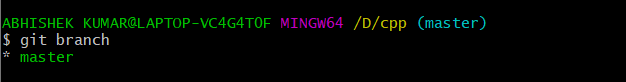 ABHISHEK KUMAR@LAPTOP-VC4G4T0F MINGW64 /D/cpp (master)
$ git branch
* master